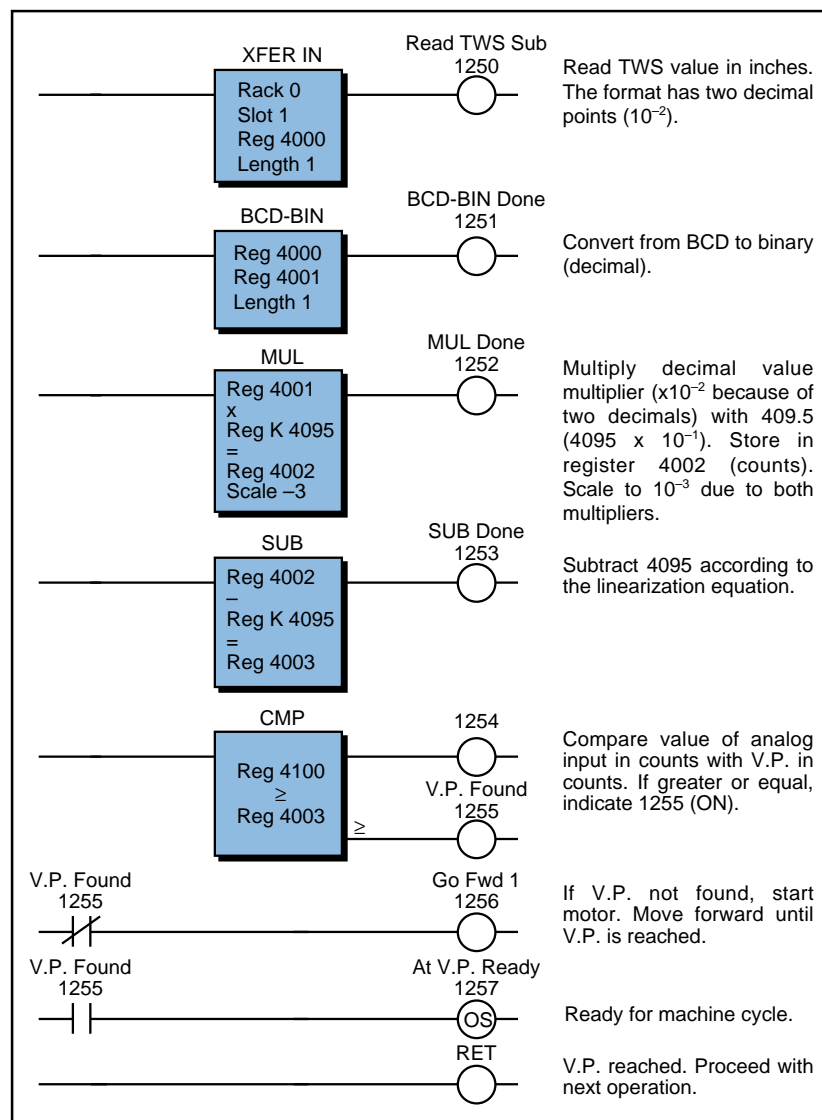 XFER IN
Rack 0
Slot 1
Reg 4000
Length 1
Read TWS Sub
1250
Read TWS value in inches.
The format has two decimal
points (10⁻²).
BCD-BIN
Reg 4000
Reg 4001
Length 1
BCD-BIN Done
1251
Convert from BCD to binary
(decimal).
MUL
Reg 4001
x
Reg K 4095
=
Reg 4002
Scale –3
MUL Done
1252
Multiply decimal value
multiplier (x10⁻² because of
two decimals) with 409.5
(4095 x 10⁻¹). Store in
register 4002 (counts).
Scale to 10⁻³ due to both
multipliers.
SUB
Reg 4002
–
Reg K 4095
=
Reg 4003
SUB Done
1253
Subtract 4095 according to
the linearization equation.
CMP
Reg 4100
≥
Reg 4003
≥
1254
V.P. Found
1255
Compare value of analog
input in counts with V.P. in
counts. If greater or equal,
indicate 1255 (ON).
V.P. Found
1255
Go Fwd 1
1256
If V.P. not found, start
motor. Move forward until
V.P. is reached.
V.P. Found
1255
At V.P. Ready
1257
OS
Ready for machine cycle.
RET
V.P. reached. Proceed with
next operation.